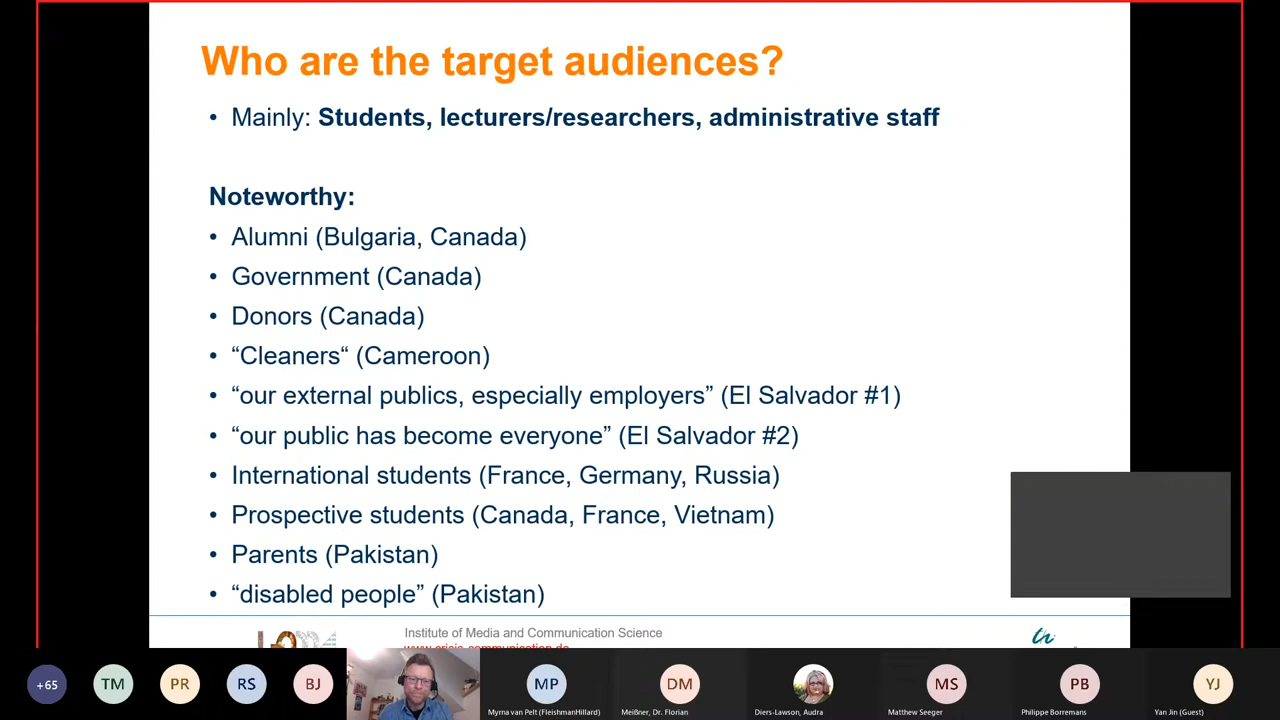 Who are the target audiences?
• Mainly: Students, lecturers/researchers, administrative staff
Noteworthy:
• Alumni (Bulgaria, Canada)
• Government (Canada)
• Donors (Canada)
• “Cleaners“ (Cameroon)
• “our external publics, especially employers” (El Salvador #1)
• “our public has become everyone” (El Salvador #2)
• International students (France, Germany, Russia)
• Prospective students (Canada, France, Vietnam)
• Parents (Pakistan)
• “disabled people” (Pakistan)
Institute of Media and Communication Science
www.crisis-communication.de
+65 TM PR RS BJ MP DM MS PB YJ
Myrna van Pelt (FleishmanHillard) Meißner, Dr. Florian Diers-Lawson, Audra Matthew Seeger Philippe Borremans Yan Jin (Guest)